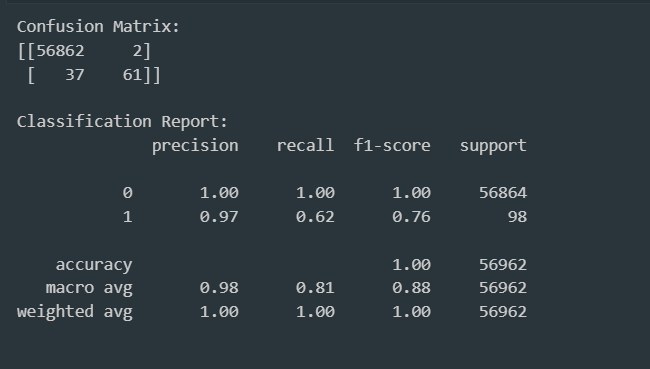 Confusion Matrix:
[[56862     2]
 [   37    61]]
Classification Report:
              precision    recall  f1-score   support
           0       1.00      1.00      1.00     56864
           1       0.97      0.62      0.76        98
    accuracy                           1.00     56962
   macro avg       0.98      0.81      0.88     56962
weighted avg       1.00      1.00      1.00     56962